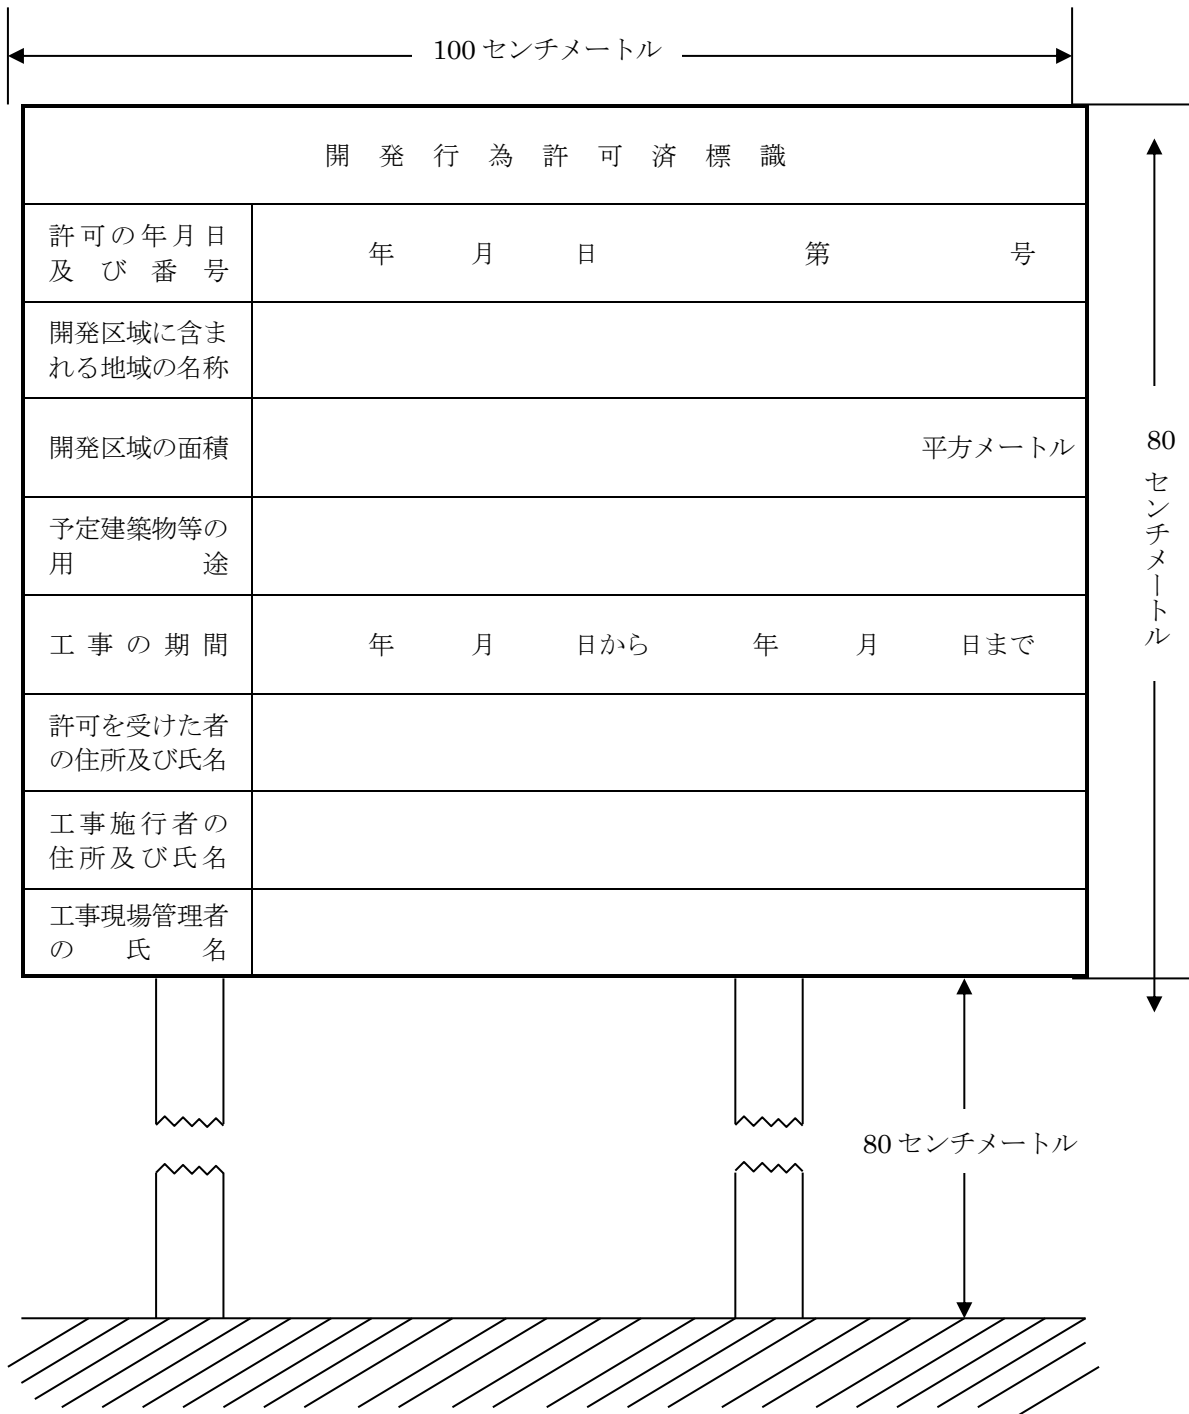 100 センチメートル
開発行為許可済標識
許可の年月日
及び番号
年 月 日 第 号
開発区域に含ま
れる地域の名称
開発区域の面積
平方メートル
予定建築物等の
用途
工事の期間
年 月 日から 年 月 日まで
許可を受けた者
の住所及び氏名
工事施行者の
住所及び氏名
工事現場管理者
の氏名
80
センチメートル
80 センチメートル